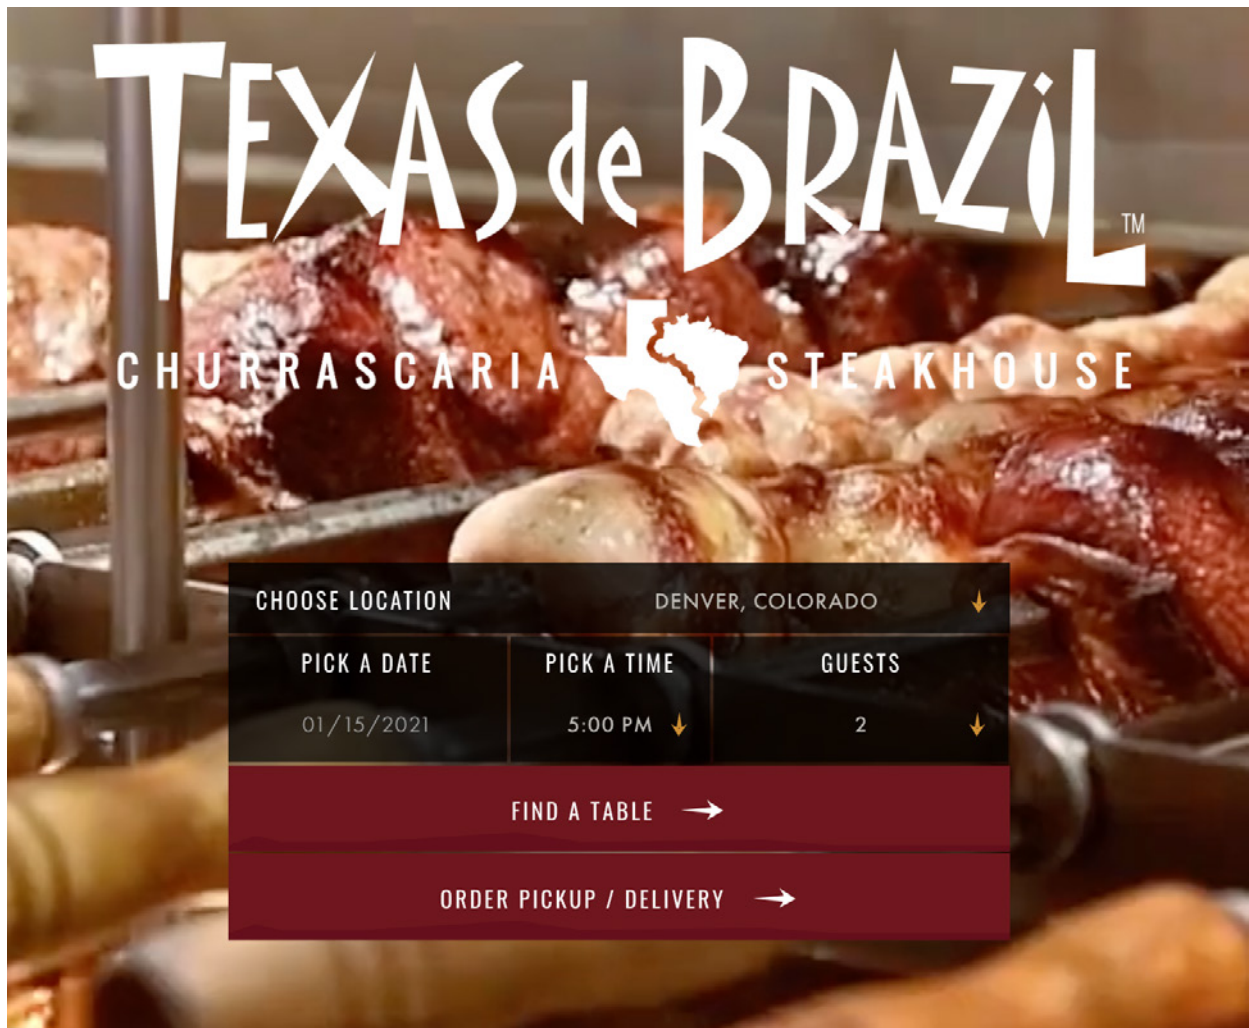 TEXAS de BRAZIL TM
CHURRASCARIA STEAKHOUSE
CHOOSE LOCATION DENVER, COLORADO
PICK A DATE PICK A TIME GUESTS
01/15/2021 5:00 PM 2
FIND A TABLE
ORDER PICKUP / DELIVERY